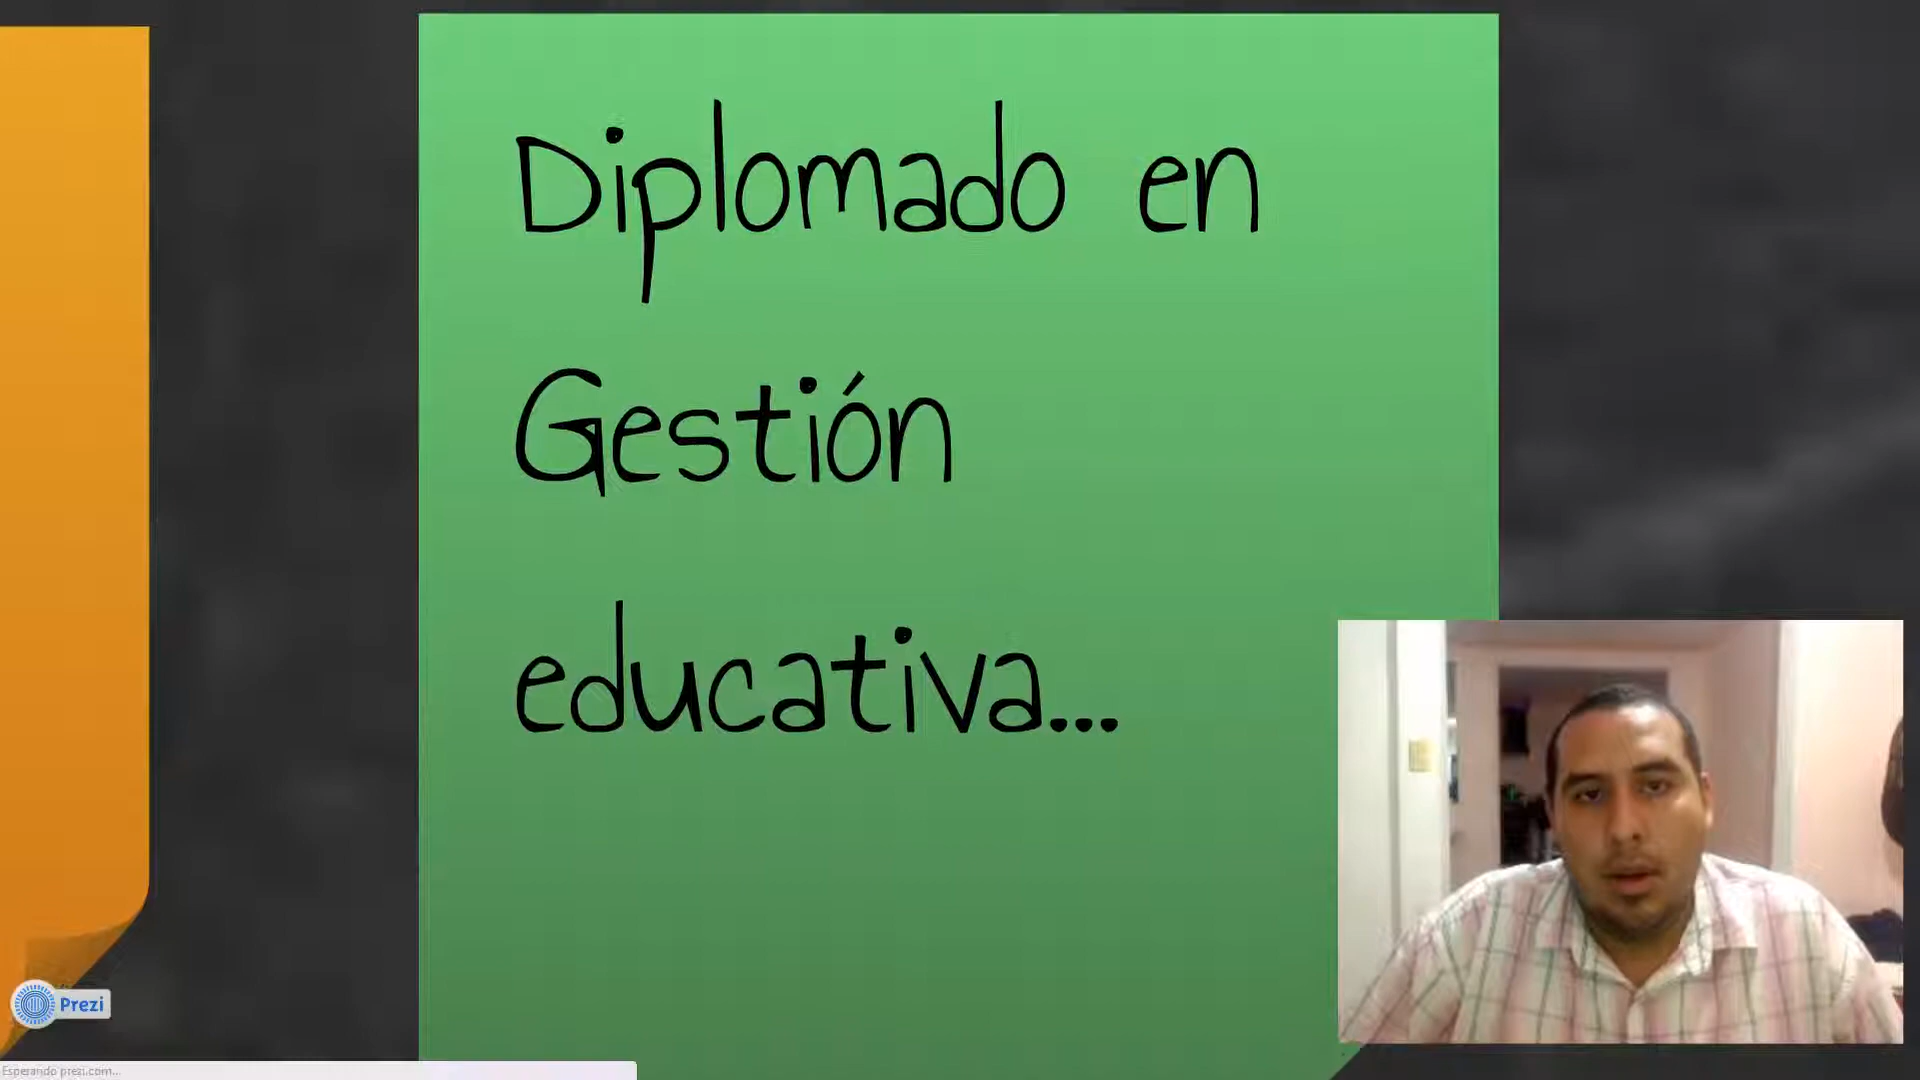 Diplomado en
Gestión
educativa...
Prezi
Esperando prezi.com...